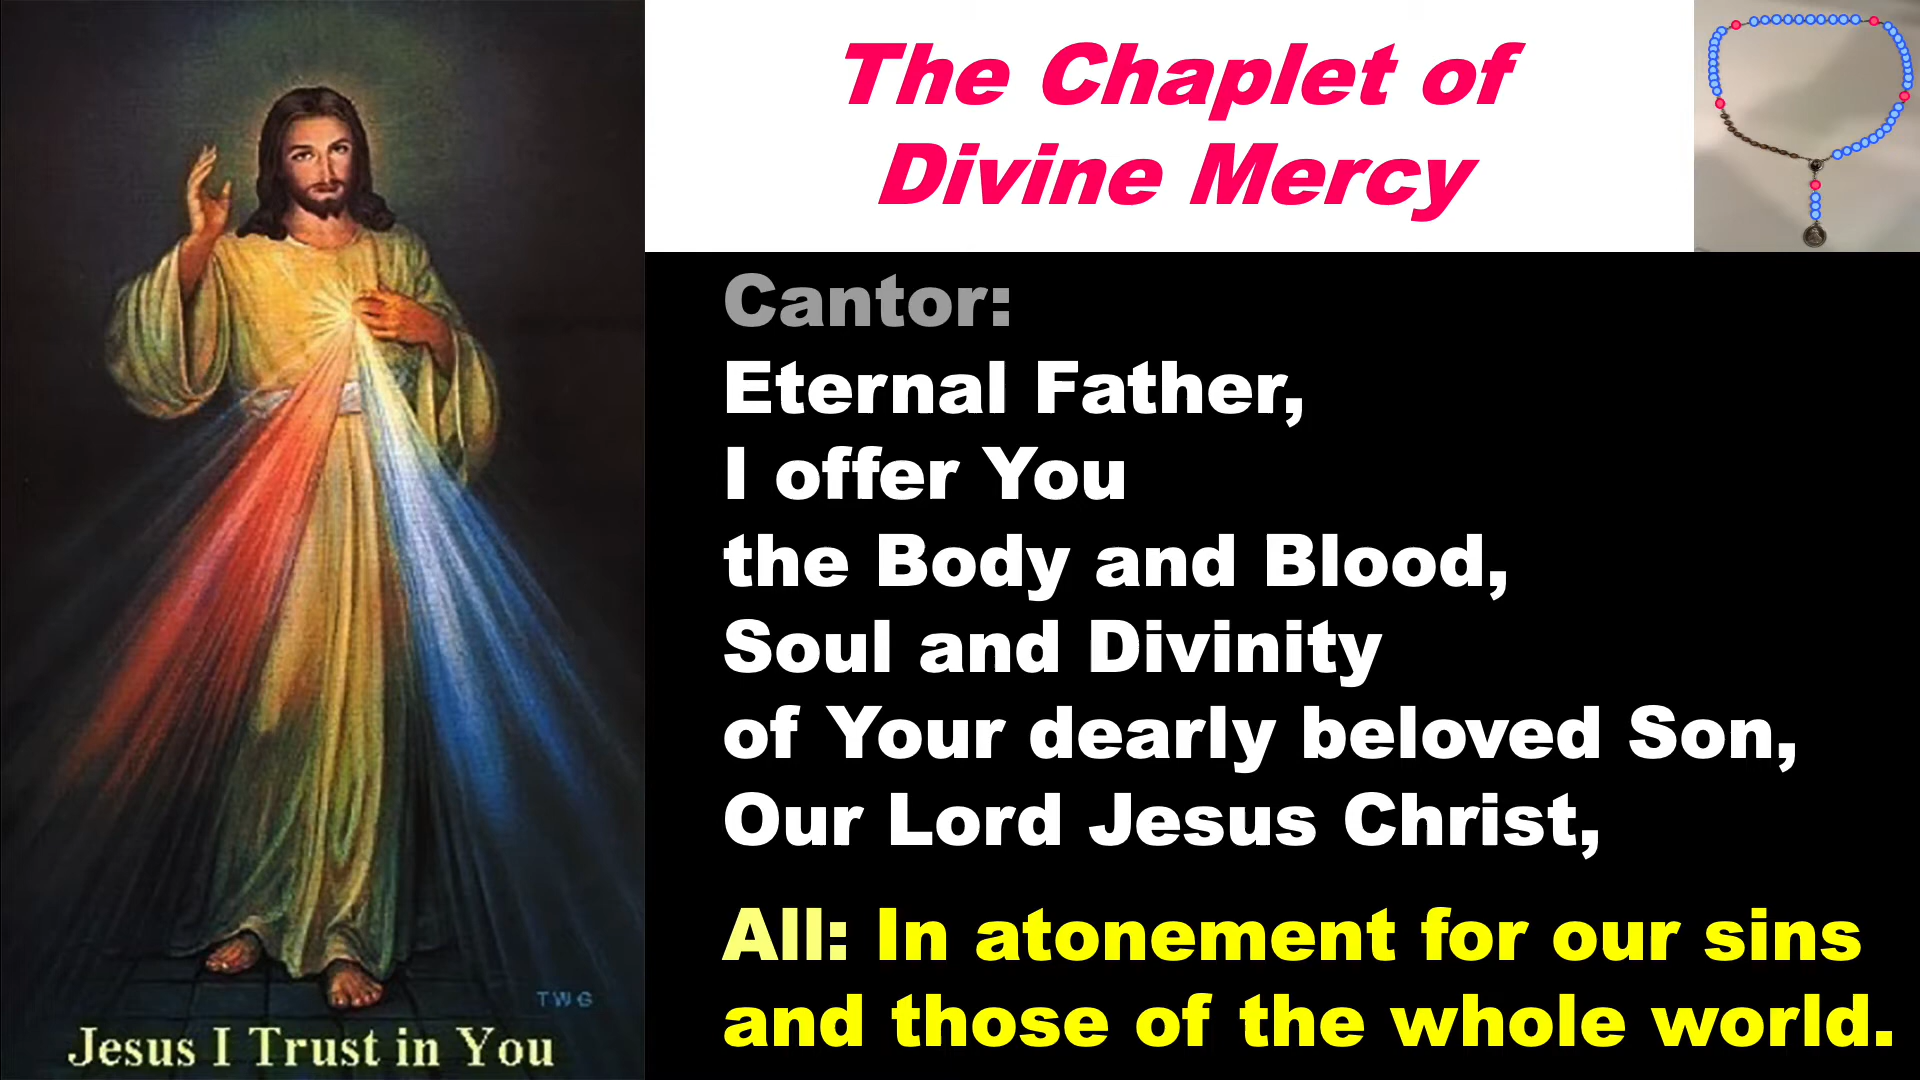 The Chaplet of
Divine Mercy
Cantor:
Eternal Father,
I offer You
the Body and Blood,
Soul and Divinity
of Your dearly beloved Son,
Our Lord Jesus Christ,
All: In atonement for our sins
and those of the whole world.
TWG
Jesus I Trust in You